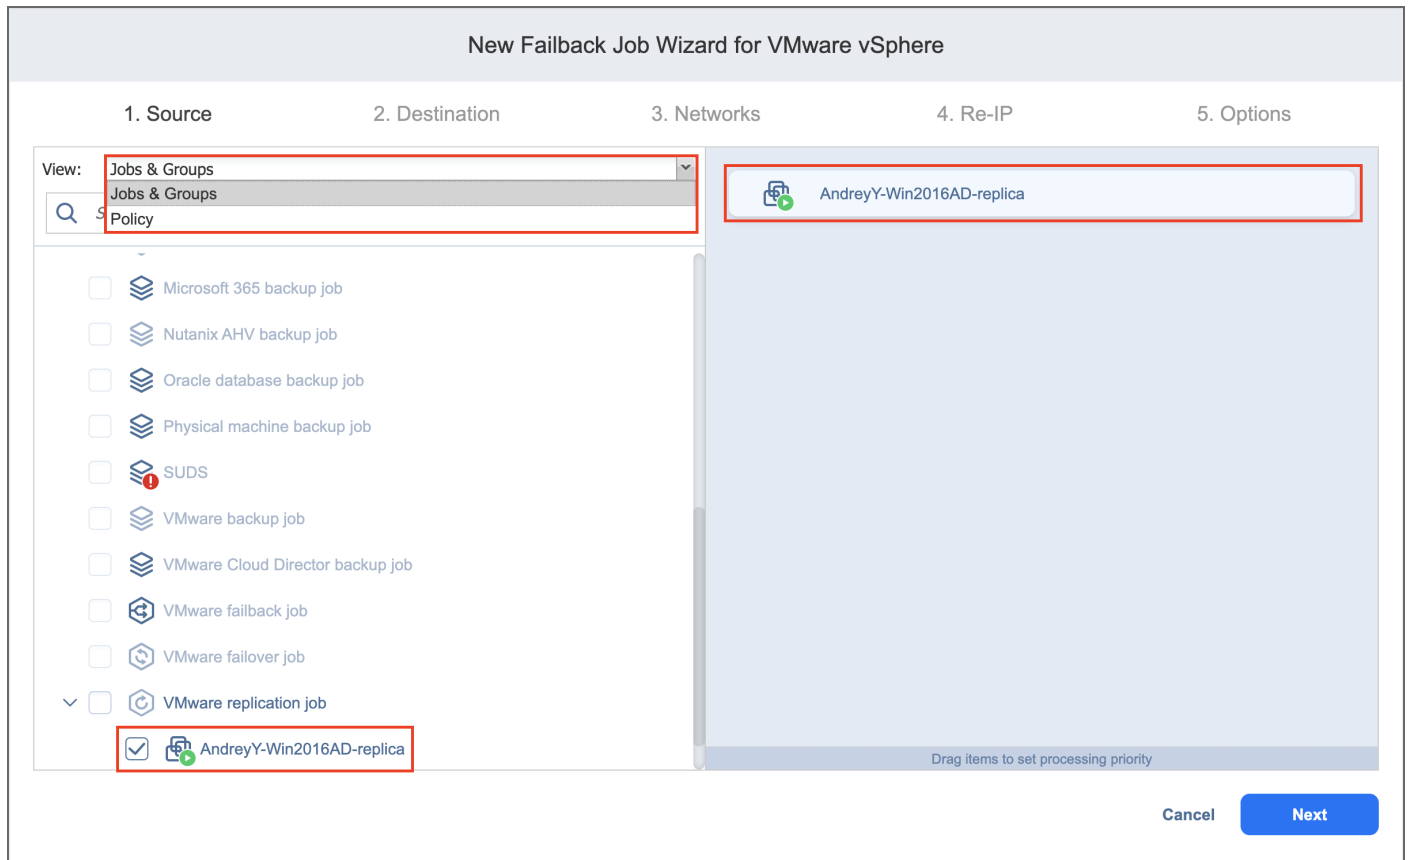 New Failback Job Wizard for VMware vSphere
1. Source 2. Destination 3. Networks 4. Re-IP 5. Options
View: Jobs & Groups
Jobs & Groups
Policy
AndreyY-Win2016AD-replica
Microsoft 365 backup job
Nutanix AHV backup job
Oracle database backup job
Physical machine backup job
SUDS
VMware backup job
VMware Cloud Director backup job
VMware failback job
VMware failover job
VMware replication job
AndreyY-Win2016AD-replica
Drag items to set processing priority
Cancel Next